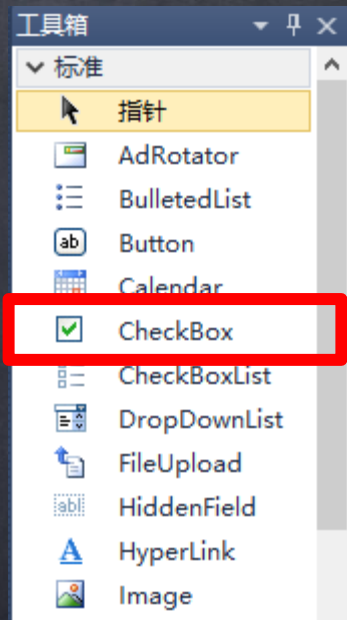 工具箱
标准
指针
AdRotator
BulletedList
ab
Button
Calendar
CheckBox
CheckBoxList
DropDownList
FileUpload
abl
HiddenField
A
HyperLink
Image